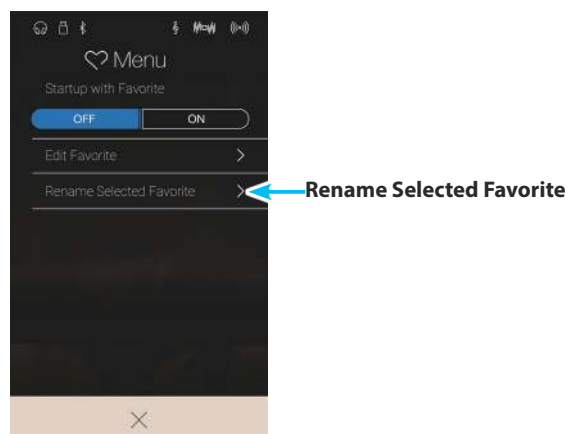 Menu
Startup with Favorite
OFF ON
Edit Favorite
Rename Selected Favorite
Rename Selected Favorite